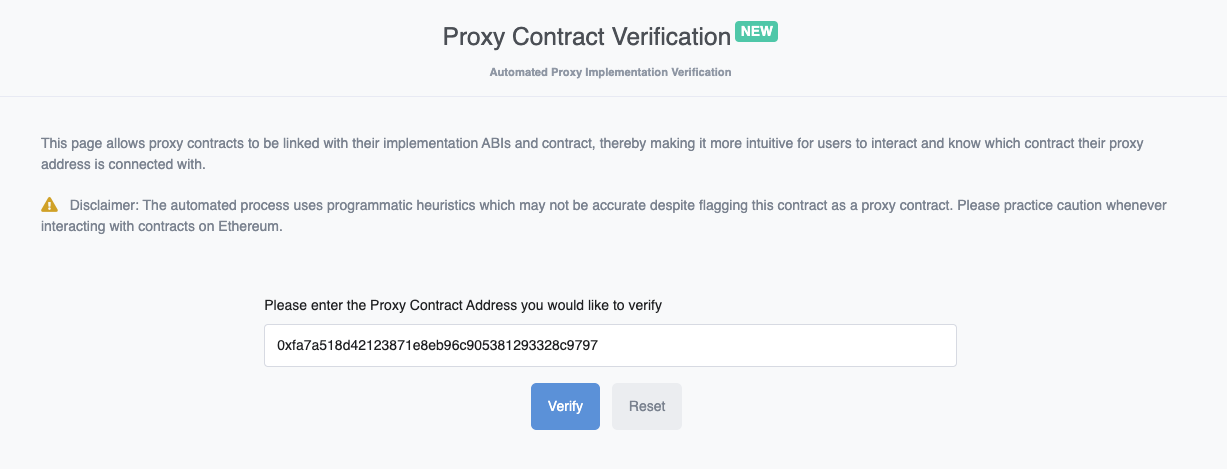 Proxy Contract Verification NEW
Automated Proxy Implementation Verification
This page allows proxy contracts to be linked with their implementation ABIs and contract, thereby making it more intuitive for users to interact and know which contract their proxy
address is connected with.
Disclaimer: The automated process uses programmatic heuristics which may not be accurate despite flagging this contract as a proxy contract. Please practice caution whenever
interacting with contracts on Ethereum.
Please enter the Proxy Contract Address you would like to verify
0xfa7a518d42123871e8eb96c905381293328c9797
Verify Reset